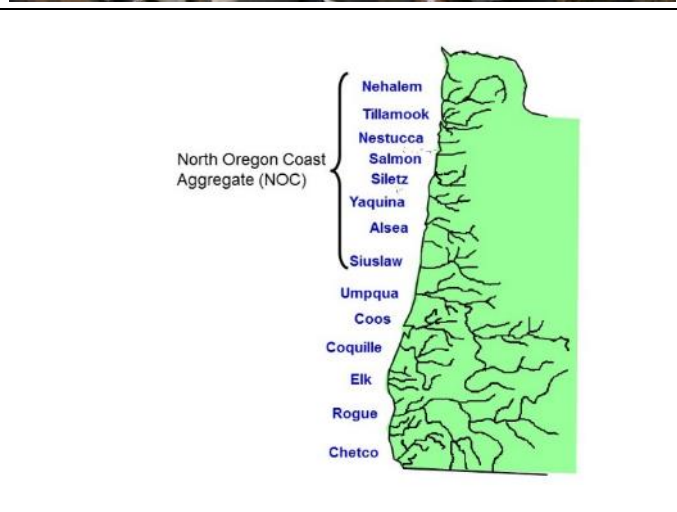 Nehalem
Tillamook
Nestucca
Salmon
Siletz
Yaquina
Alsea
Siuslaw
North Oregon Coast
Aggregate (NOC)
Umpqua
Coos
Coquille
Elk
Rogue
Chetco